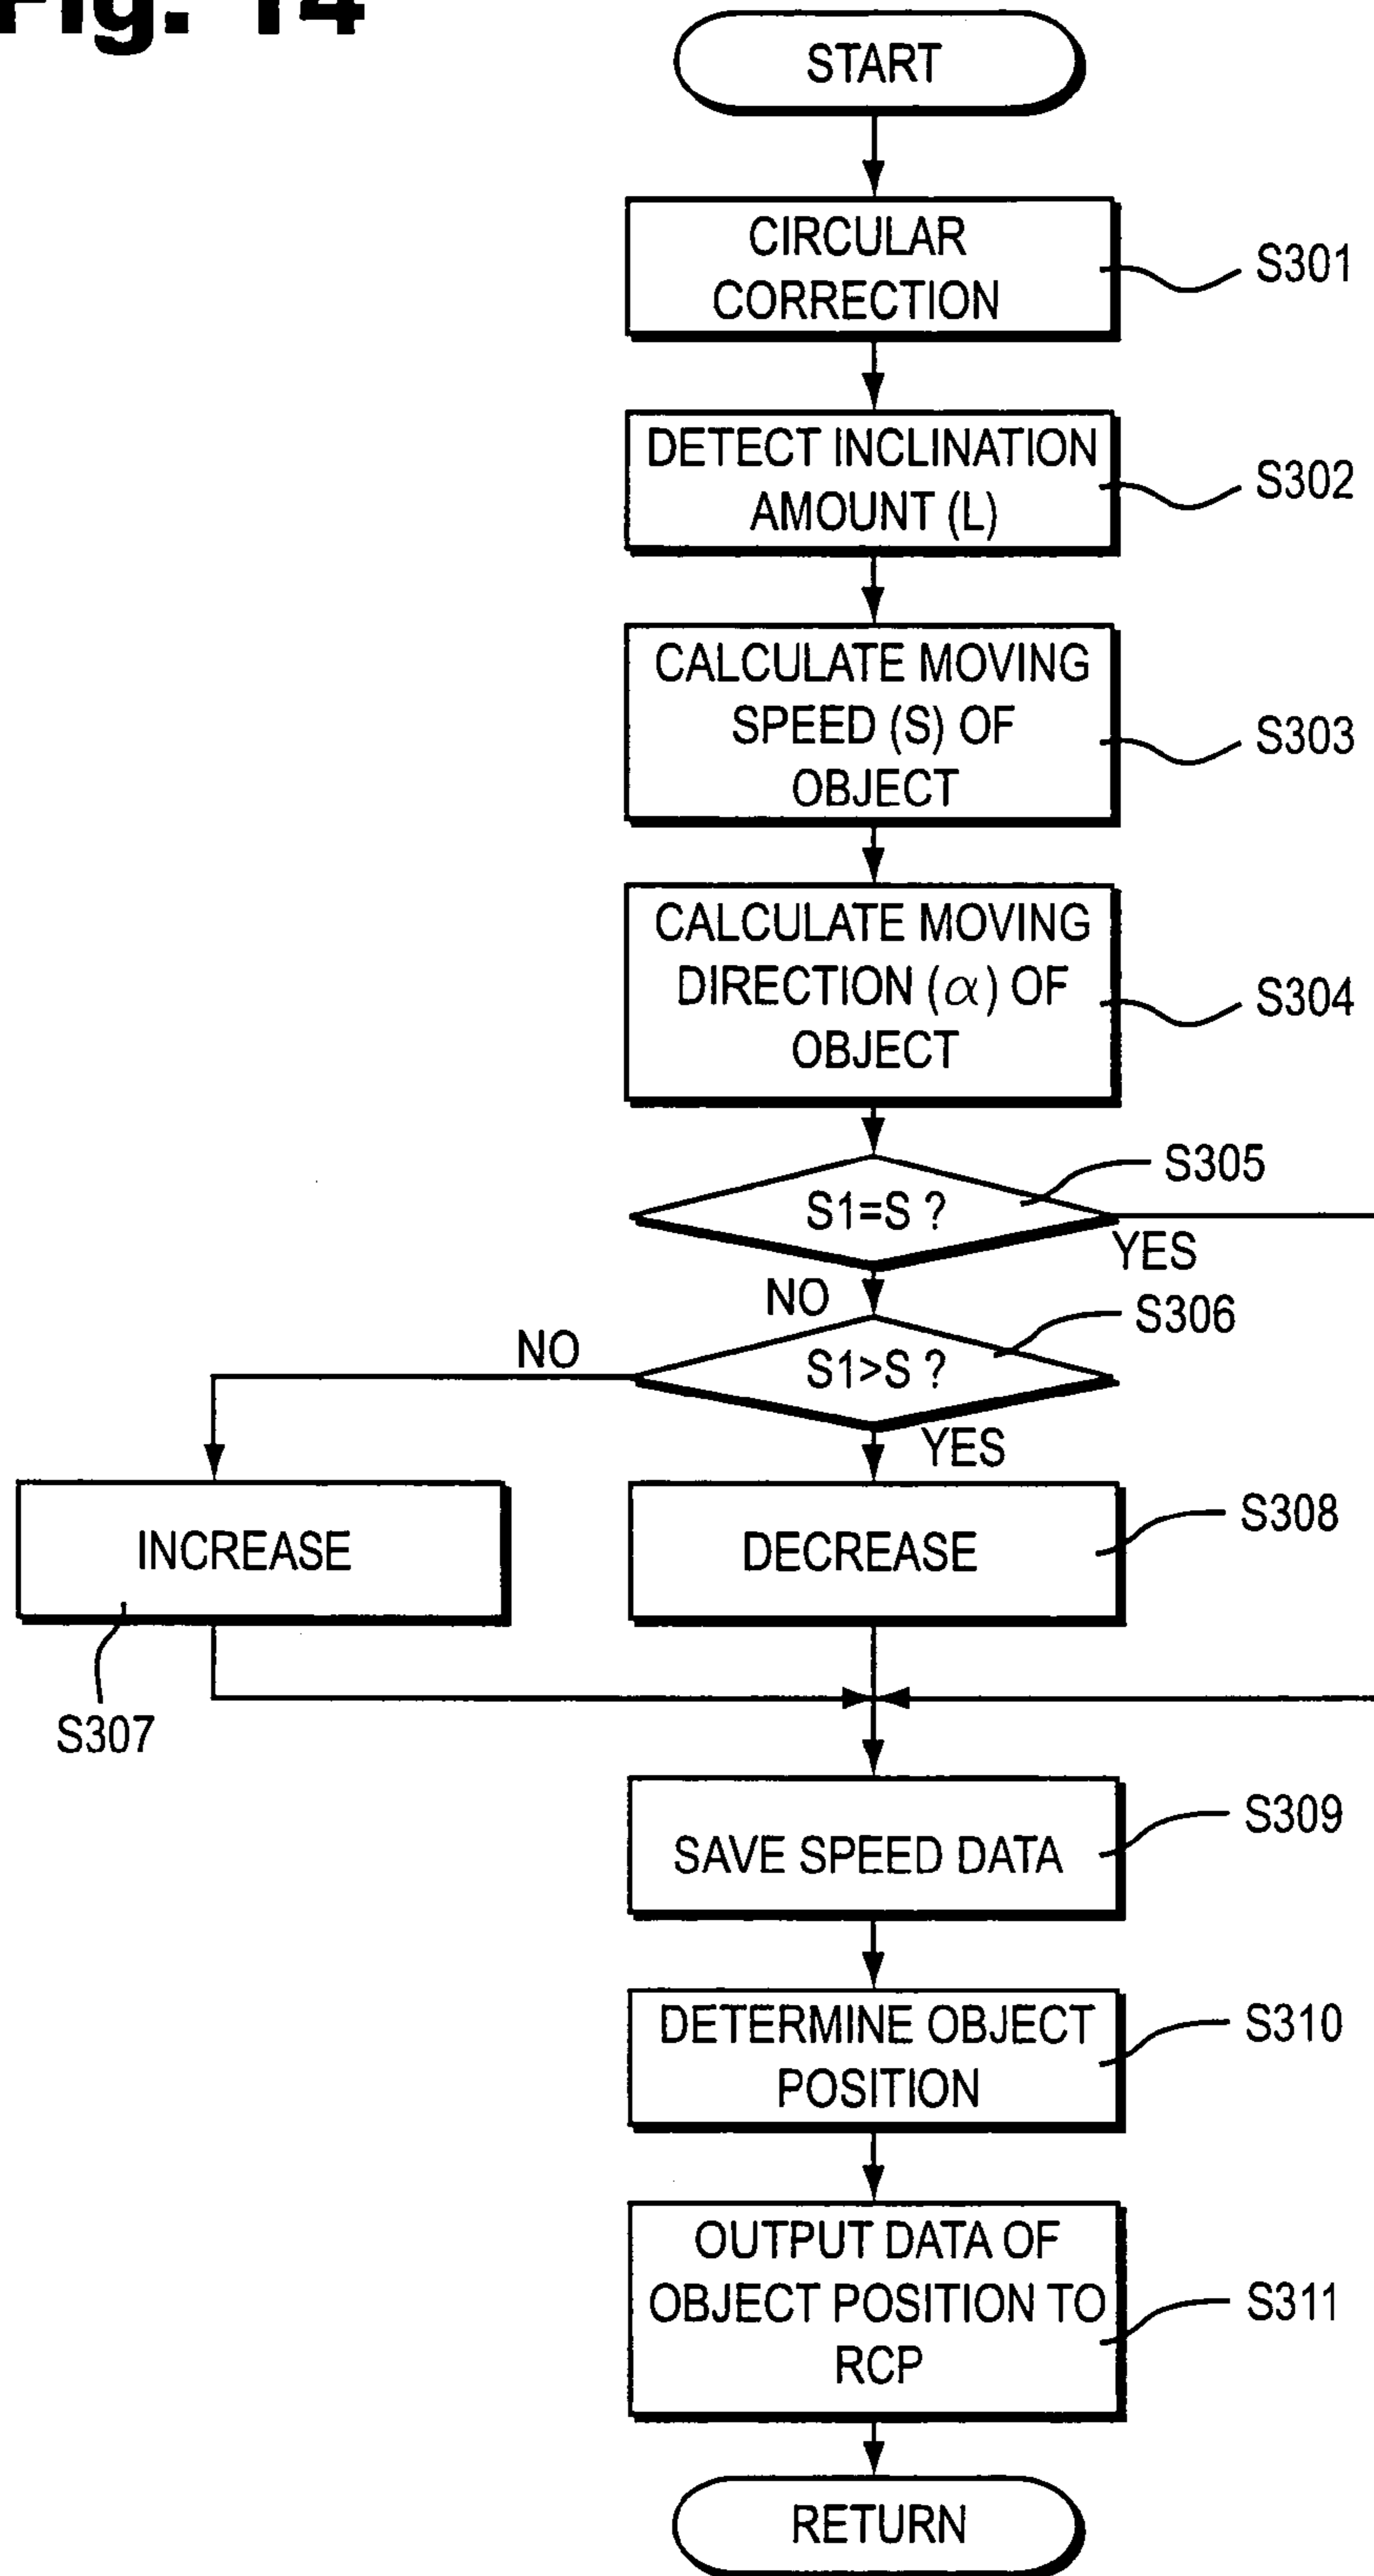 Fig. 14
START
CIRCULAR
CORRECTION
S301
DETECT INCLINATION
AMOUNT (L)
S302
CALCULATE MOVING
SPEED (S) OF
OBJECT
S303
CALCULATE MOVING
DIRECTION (α) OF
OBJECT
S304
S305
S1=S ?
YES
NO
S306
NO
S1>S ?
YES
INCREASE
DECREASE
S308
S307
SAVE SPEED DATA
S309
DETERMINE OBJECT
POSITION
S310
OUTPUT DATA OF
OBJECT POSITION TO
RCP
S311
RETURN